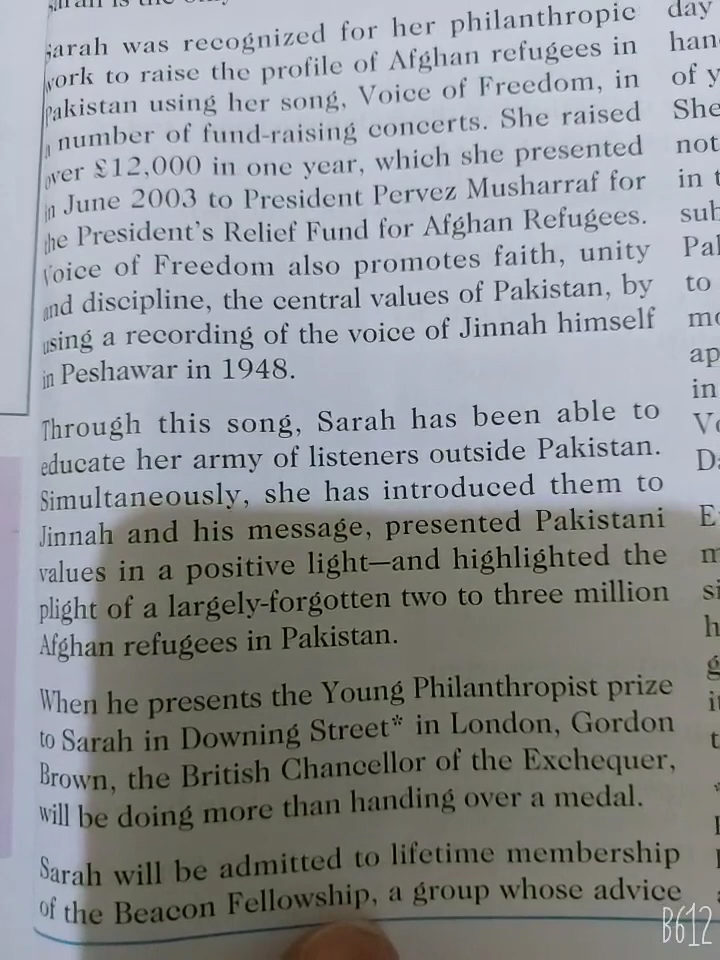 Sarah was recognized for her philanthropic
work to raise the profile of Afghan refugees in
Pakistan using her song, Voice of Freedom, in
a number of fund-raising concerts. She raised
over £12,000 in one year, which she presented
in June 2003 to President Pervez Musharraf for
the President's Relief Fund for Afghan Refugees.
Voice of Freedom also promotes faith, unity
and discipline, the central values of Pakistan, by
using a recording of the voice of Jinnah himself
in Peshawar in 1948.
Through this song, Sarah has been able to
educate her army of listeners outside Pakistan.
Simultaneously, she has introduced them to
Jinnah and his message, presented Pakistani
values in a positive light—and highlighted the
plight of a largely-forgotten two to three million
Afghan refugees in Pakistan.
When he presents the Young Philanthropist prize
to Sarah in Downing Street* in London, Gordon
Brown, the British Chancellor of the Exchequer,
will be doing more than handing over a medal.
Sarah will be admitted to lifetime membership
of the Beacon Fellowship, a group whose advice
day
of y
She
not
in t
to
in
B612